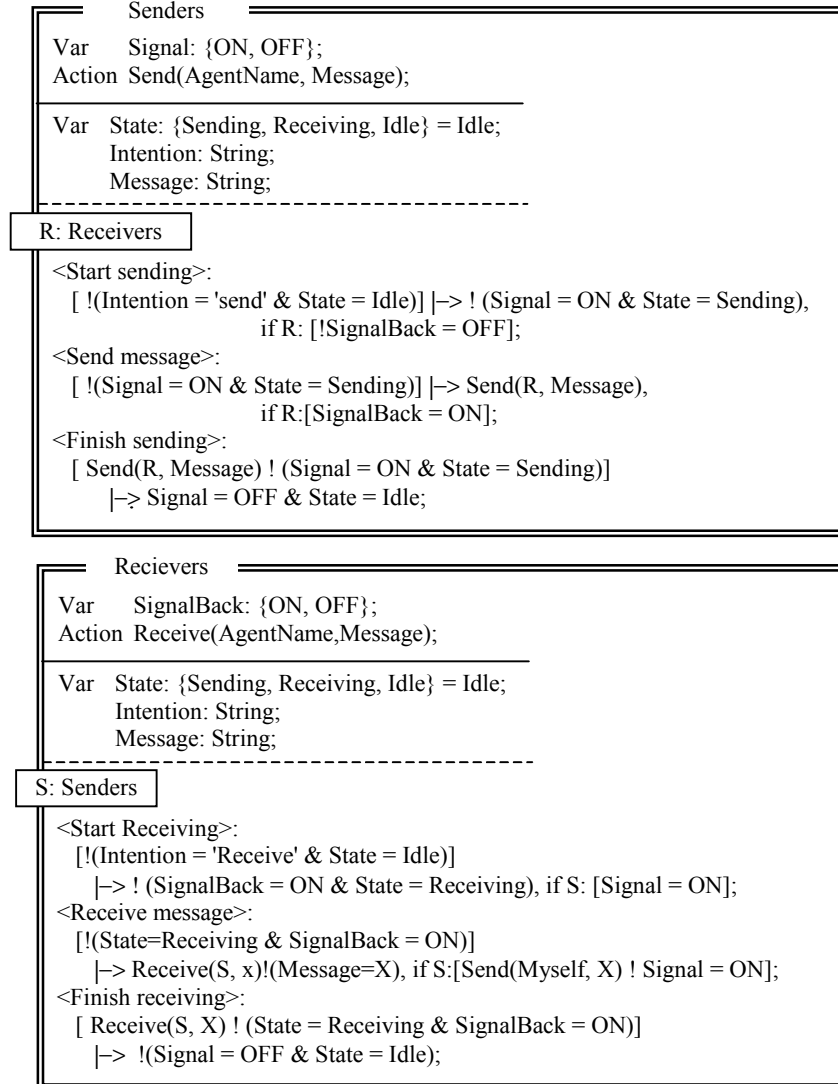 Senders
Var Signal: {ON, OFF};
Action Send(AgentName, Message);
Var State: {Sending, Receiving, Idle} = Idle;
Intention: String;
Message: String;
R: Receivers
<Start sending>:
[ !(Intention = 'send' & State = Idle)] |–> ! (Signal = ON & State = Sending),
if R: [!SignalBack = OFF];
<Send message>:
[ !(Signal = ON & State = Sending)] |–> Send(R, Message),
if R:[SignalBack = ON];
<Finish sending>:
[ Send(R, Message) ! (Signal = ON & State = Sending)]
|–> Signal = OFF & State = Idle;
Recievers
Var SignalBack: {ON, OFF};
Action Receive(AgentName,Message);
Var State: {Sending, Receiving, Idle} = Idle;
Intention: String;
Message: String;
S: Senders
<Start Receiving>:
[!(Intention = 'Receive' & State = Idle)]
|–> ! (SignalBack = ON & State = Receiving), if S: [Signal = ON];
<Receive message>:
[!(State=Receiving & SignalBack = ON)]
|–> Receive(S, x)!(Message=X), if S:[Send(Myself, X) ! Signal = ON];
<Finish receiving>:
[ Receive(S, X) ! (State = Receiving & SignalBack = ON)]
|–> !(Signal = OFF & State = Idle);